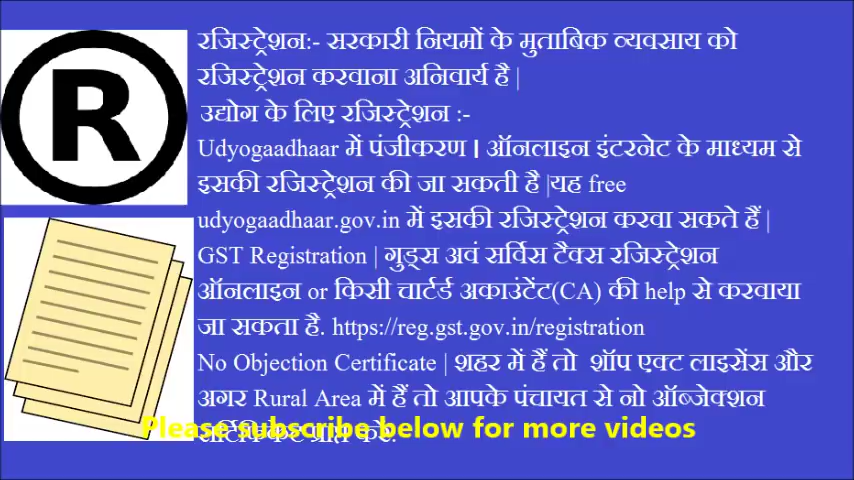 R
रजिस्ट्रेशन:- सरकारी नियमों के मुताबिक व्यवसाय को
रजिस्ट्रेशन करवाना अनिवार्य है |
उद्योग के लिए रजिस्ट्रेशन :-
Udyogaadhaar में पंजीकरण । ऑनलाइन इंटरनेट के माध्यम से
इसकी रजिस्ट्रेशन की जा सकती है |यह free
udyogaadhaar.gov.in में इसकी रजिस्ट्रेशन करवा सकते हैं |
GST Registration | गुड्स अवं सर्विस टैक्स रजिस्ट्रेशन
ऑनलाइन or किसी चार्टर्ड अकाउंटेंट(CA) की help से करवाया
जा सकता है. https://reg.gst.gov.in/registration
No Objection Certificate | शहर में हैं तो शॉप एक्ट लाइसेंस और
अगर Rural Area में हैं तो आपके पंचायत से नो ऑब्जेक्शन
Please subscribe below for more videos